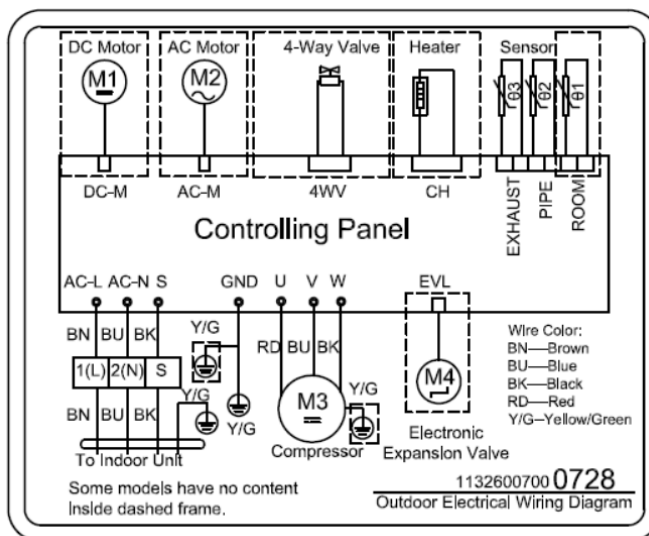 DC Motor AC Motor 4-Way Valve Heater Sensor
M1 M2 θ3 θ2 θ1
DC-M AC-M 4WV CH EXHAUST PIPE ROOM
Controlling Panel
AC-L AC-N S GND U V W EVL
BN BU BK Y/G RD BU BK
1(L) 2(N) S
BN BU BK Y/G Y/G
M3 Y/G M4
Compressor
Electronic
Expansion Valve
To Indoor Unit
Wire Color:
BN—Brown
BU—Blue
BK—Black
RD—Red
Y/G–Yellow/Green
Some models have no content
inside dashed frame.
1132600700 0728
Outdoor Electrical Wiring Diagram